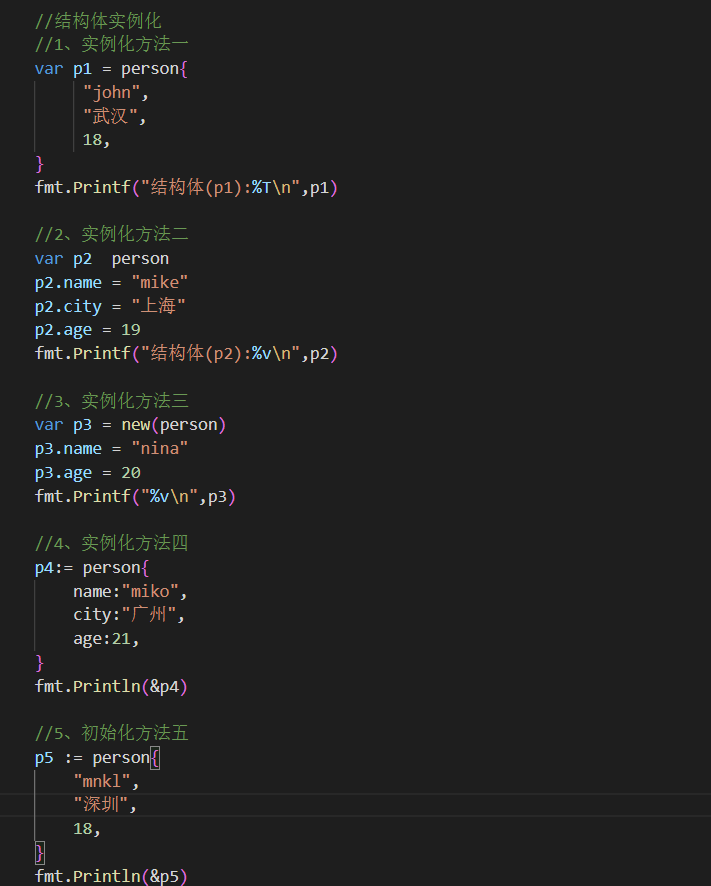 //结构体实例化
//1、实例化方法一
var p1 = person{
"john",
"武汉",
18,
}
fmt.Printf("结构体(p1):%T\n",p1)
//2、实例化方法二
var p2  person
p2.name = "mike"
p2.city = "上海"
p2.age = 19
fmt.Printf("结构体(p2):%v\n",p2)
//3、实例化方法三
var p3 = new(person)
p3.name = "nina"
p3.age = 20
fmt.Printf("%v\n",p3)
//4、实例化方法四
p4:= person{
name:"miko",
city:"广州",
age:21,
}
fmt.Println(&p4)
//5、初始化方法五
p5 := person{
"mnkl",
"深圳",
18,
}
fmt.Println(&p5)